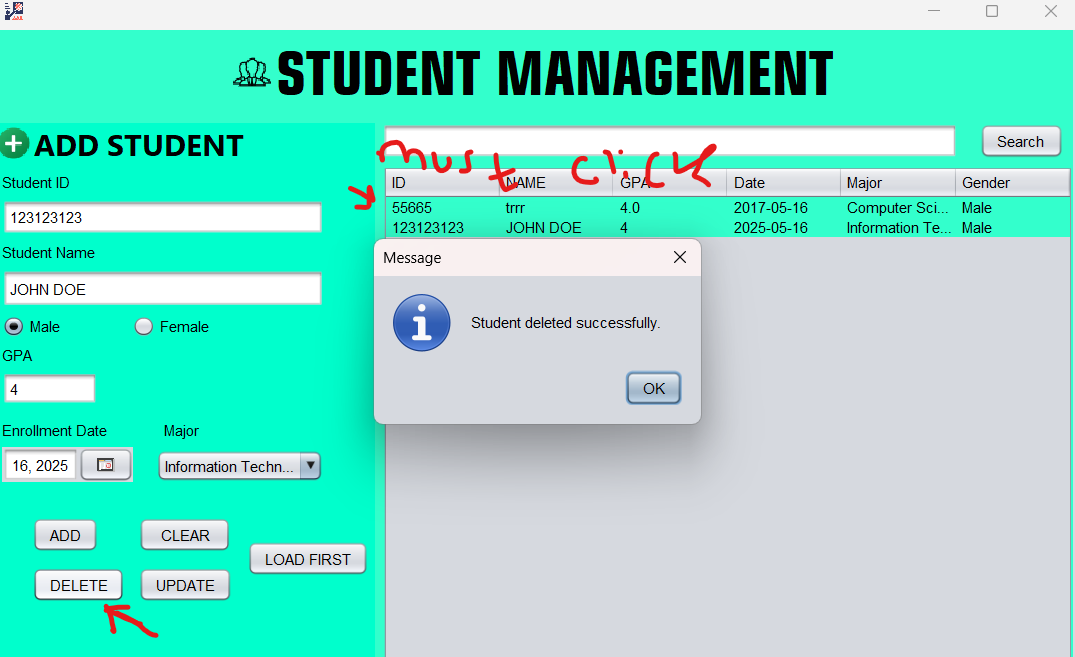 STUDENT MANAGEMENT
ADD STUDENT
Search
must click
Student ID
123123123
Student Name
JOHN DOE
Male Female
GPA
4
Enrollment Date Major
16, 2025 Information Techn...
ADD CLEAR
LOAD FIRST
DELETE UPDATE
ID NAME GPA Date Major Gender
55665 trrr 4.0 2017-05-16 Computer Sci... Male
123123123 JOHN DOE 4 2025-05-16 Information Te... Male
Message
Student deleted successfully.
OK